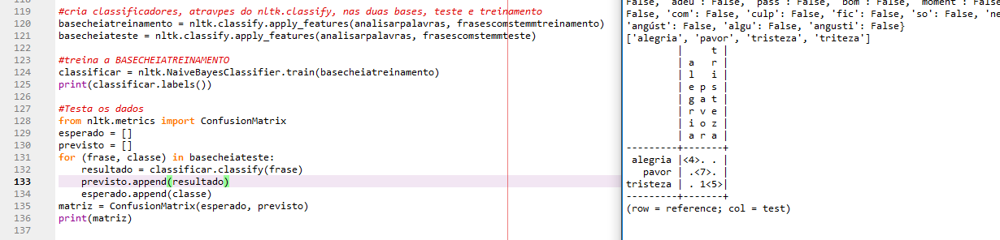 118
119 #cria classificadores, atravpes do nltk.classify, nas duas bases, teste e treinamento
120 basecheiatreinamento = nltk.classify.apply_features(analisarpalavras, frasescomstemmtreinamento)
121 basecheiateste = nltk.classify.apply_features(analisarpalavras, frasescomstemmteste)
122
123 #treina a BASECHEIATREINAMENTO
124 classificar = nltk.NaiveBayesClassifier.train(basecheiatreinamento)
125 print(classificar.labels())
126
127 #Testa os dados
128 from nltk.metrics import ConfusionMatrix
129 esperado = []
130 previsto = []
131 for (frase, classe) in basecheiateste:
132     resultado = classificar.classify(frase)
133     previsto.append(resultado)
134     esperado.append(classe)
135 matriz = ConfusionMatrix(esperado, previsto)
136 print(matriz)
137
False, 'adeu': False, 'pass': False, 'bom': False, 'moment': False
False, 'com': False, 'culp': False, 'fic': False, 'so': False, 'ne
'angúst': False, 'algu': False, 'angusti': False}
['alegria', 'pavor', 'tristeza', 'triteza']
         |     t |
         | a   r |
         | l   i |
         | e p s |
         | g a t |
         | r v e |
         | i o z |
         | a r a |
---------+-------+
 alegria |<4>. . |
   pavor | .<7>. |
tristeza | . 1<5>|
---------+-------+
(row = reference; col = test)